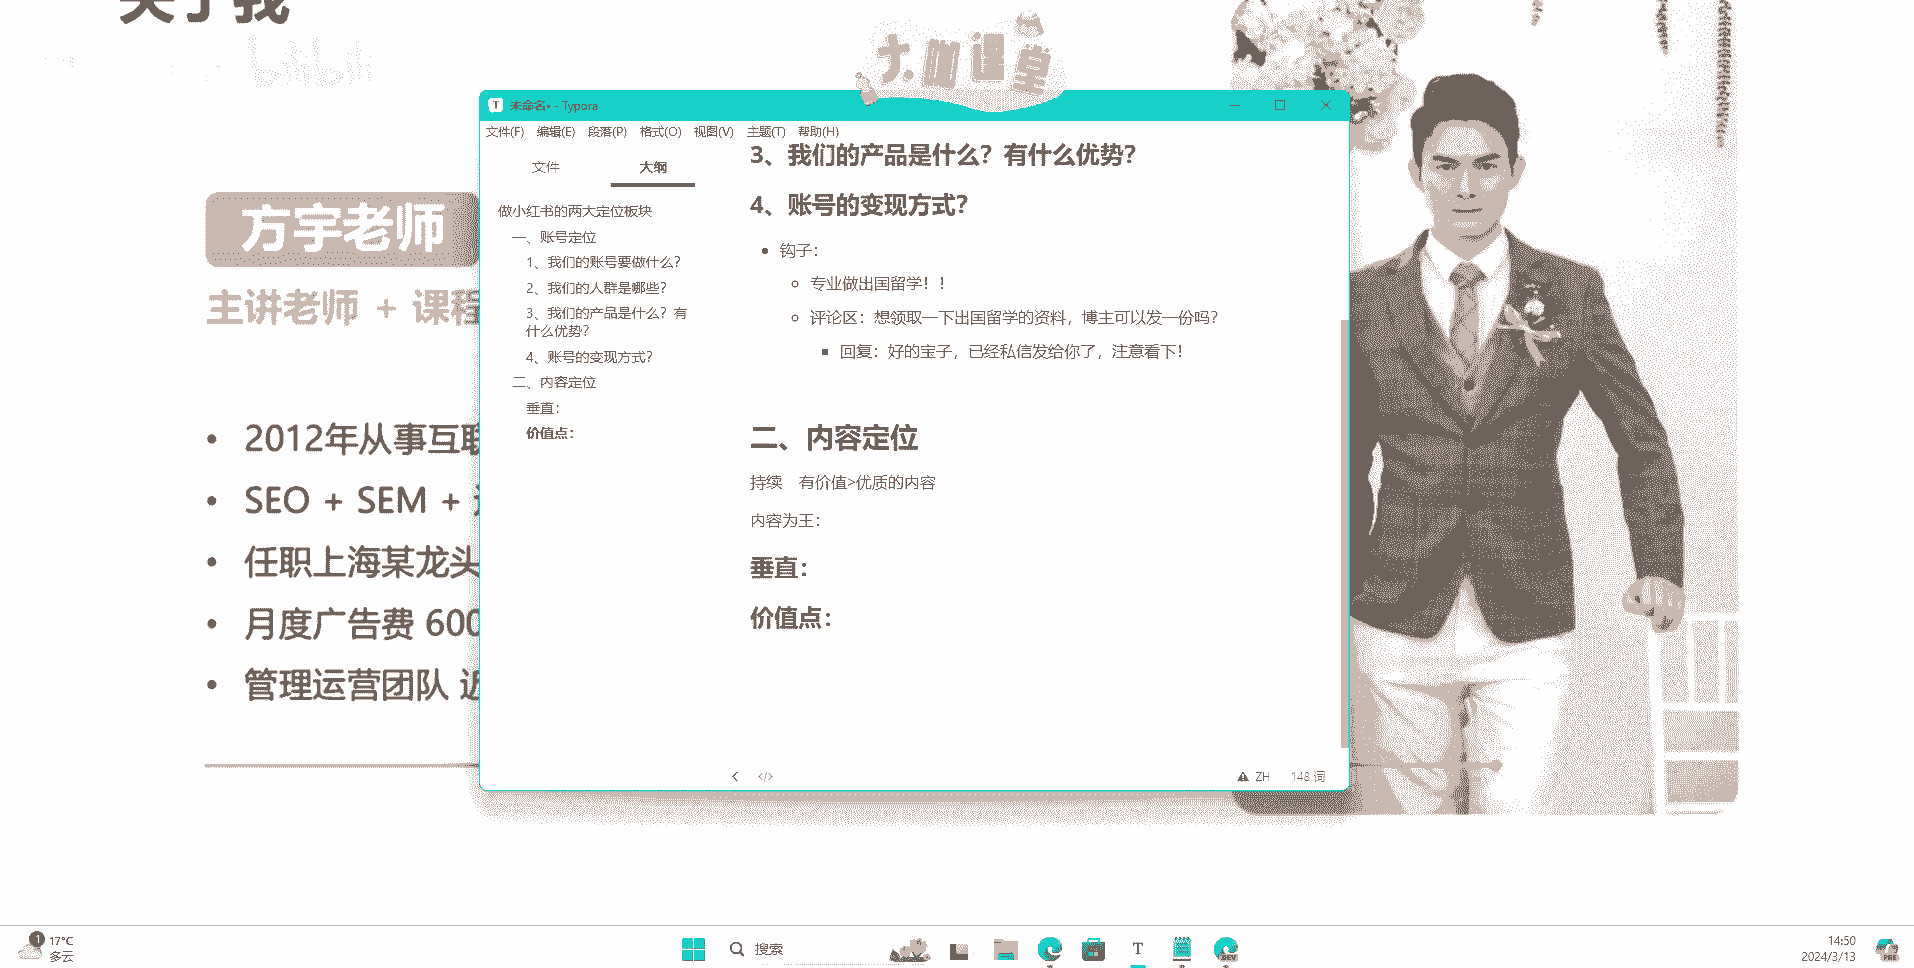 关于我
bilibili
大咖课堂
方宇老师
主讲老师 + 课程
2012年从事互联
SEO + SEM +
任职上海某龙头
月度广告费 600
管理运营团队 近
未命名• - Typora
文件(F) 编辑(E) 段落(P) 格式(O) 视图(V) 主题(T) 帮助(H)
文件 大纲
做小红书的两大定位板块
一、账号定位
1、我们的账号要做什么？
2、我们的人群是哪些？
3、我们的产品是什么？有
什么优势？
4、账号的变现方式？
二、内容定位
垂直：
价值点：
3、我们的产品是什么？有什么优势？
4、账号的变现方式？
钩子：
专业做出国留学！！
评论区：想领取一下出国留学的资料，博主可以发一份吗？
回复：好的宝子，已经私信发给你了，注意看下！
二、内容定位
持续 有价值>优质的内容
内容为王：
垂直：
价值点：
</> ZH 148 词
1 17°C
多云
搜索
T
DEV
14:50
2024/3/13
PRE